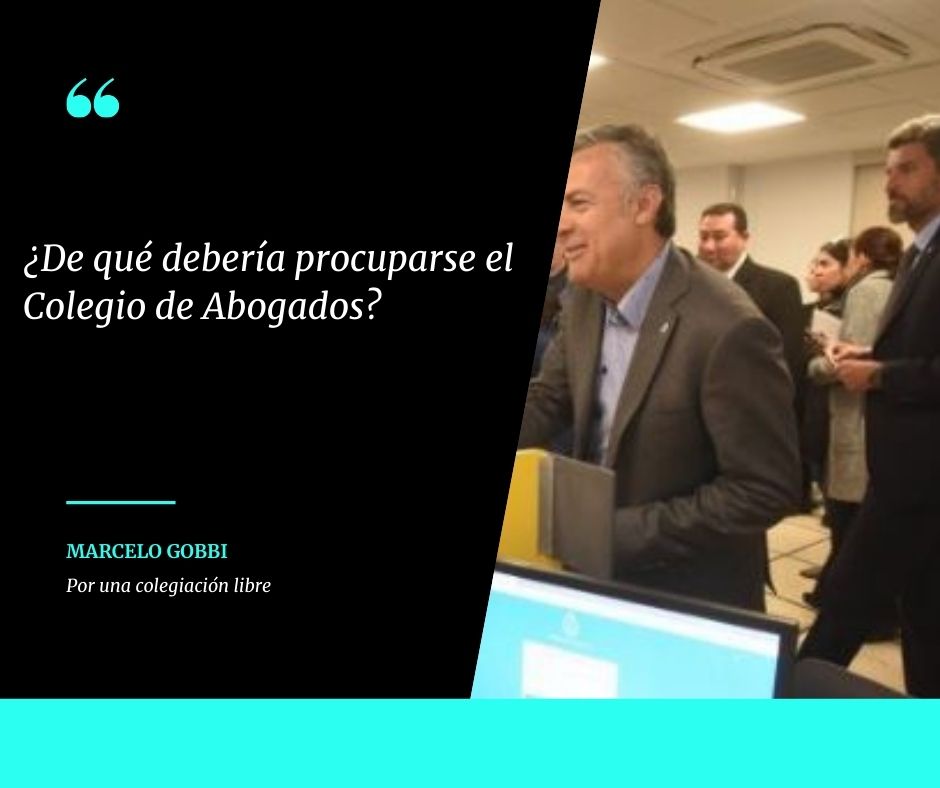 ¿De qué debería procuparse el
Colegio de Abogados?
MARCELO GOBBI
Por una colegiación libre